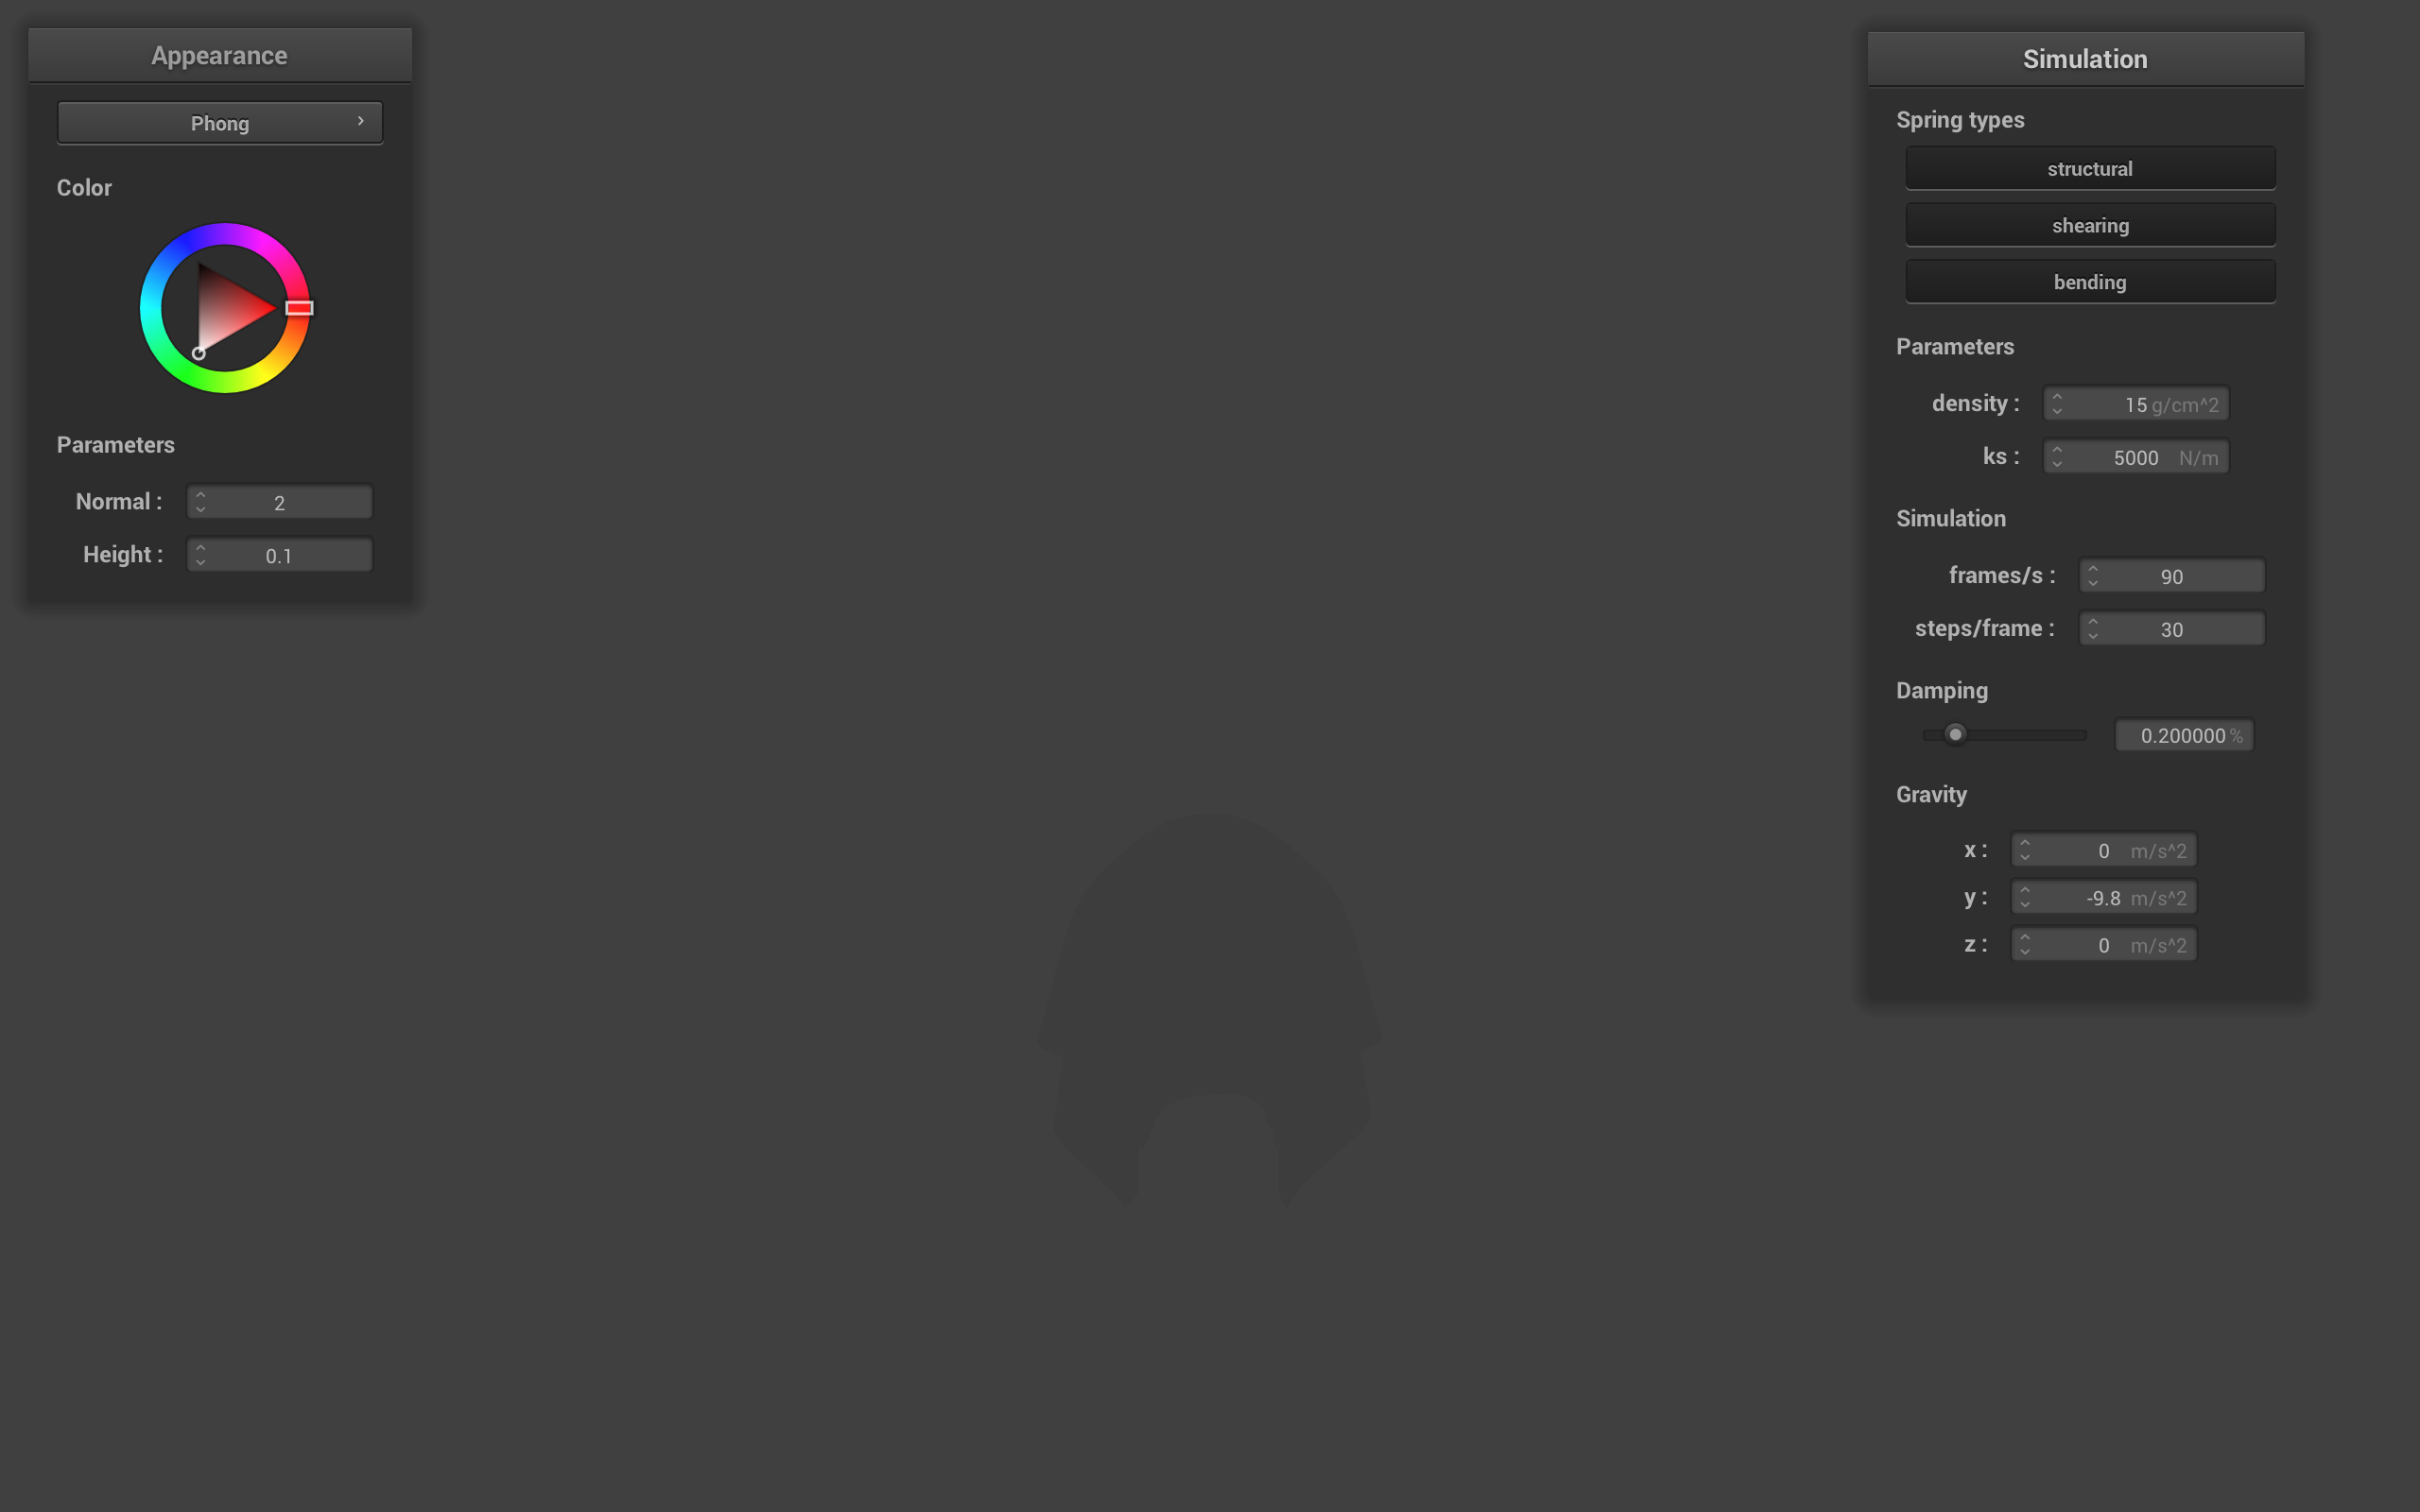 Appearance
Phong
Color
Parameters
Normal : 2
Height : 0.1
Simulation
Spring types
structural
shearing
bending
Parameters
density : 15 g/cm^2
ks : 5000 N/m
Simulation
frames/s : 90
steps/frame : 30
Damping
0.200000 %
Gravity
x : 0 m/s^2
y : -9.8 m/s^2
z : 0 m/s^2